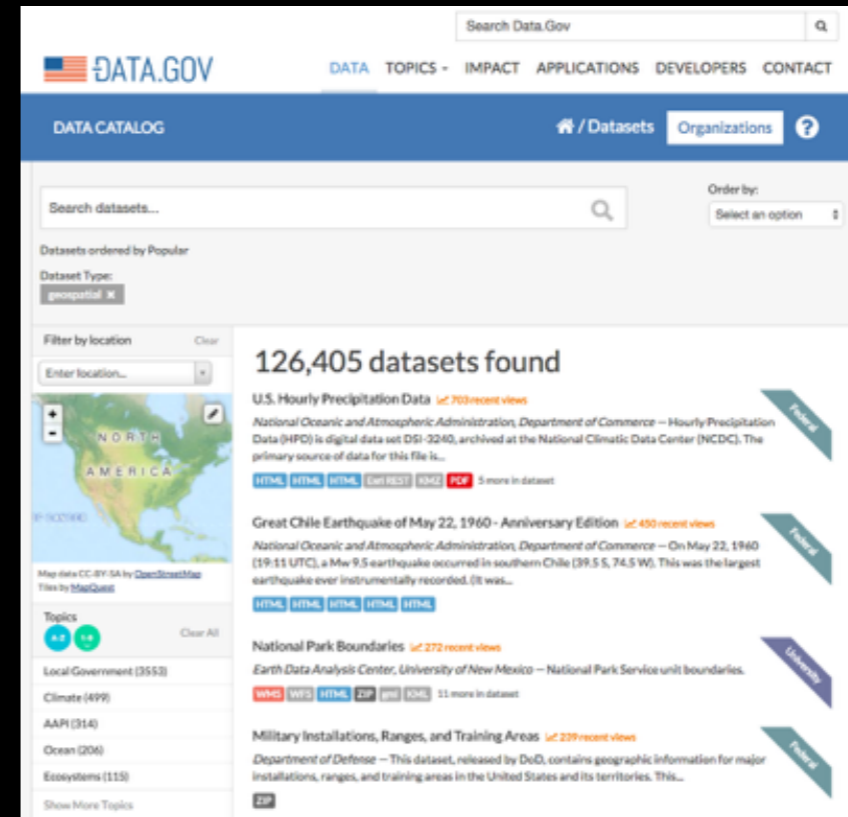 Search Data.Gov
DATA.GOV
DATA TOPICS IMPACT APPLICATIONS DEVELOPERS CONTACT
DATA CATALOG
/ Datasets Organizations ?
Order by:
Search datasets...
Select an option
Datasets ordered by Popular
Dataset Type:
geospatial x
Filter by location Clear
Enter location...
+
-
NORTH
AMERICA
Map data CC-BY-SA by OpenStreetMap
Tiles by MapQuest
Topics
A-Z 1-9
Clear All
Local Government (3553)
Climate (499)
AAPI (314)
Ocean (206)
Ecosystems (115)
Show More Topics
126,405 datasets found
U.S. Hourly Precipitation Data 703 recent views
Federal
National Oceanic and Atmospheric Administration, Department of Commerce — Hourly Precipitation
Data (HPD) is digital data set DSI-3240, archived at the National Climatic Data Center (NCDC). The
primary source of data for this file is...
HTML HTML HTML Esri REST KMZ PDF 5 more in dataset
Great Chile Earthquake of May 22, 1960 - Anniversary Edition 450 recent views
Federal
National Oceanic and Atmospheric Administration, Department of Commerce — On May 22, 1960
(19:11 UTC), a Mw 9.5 earthquake occurred in southern Chile (39.5 S, 74.5 W). This was the largest
earthquake ever instrumentally recorded. (It was...
HTML HTML HTML HTML HTML
National Park Boundaries 272 recent views
University
Earth Data Analysis Center, University of New Mexico — National Park Service unit boundaries.
WMS WFS HTML ZIP gml KML 11 more in dataset
Military Installations, Ranges, and Training Areas 239 recent views
Federal
Department of Defense — This dataset, released by DoD, contains geographic information for major
installations, ranges, and training areas in the United States and its territories. This...
ZIP